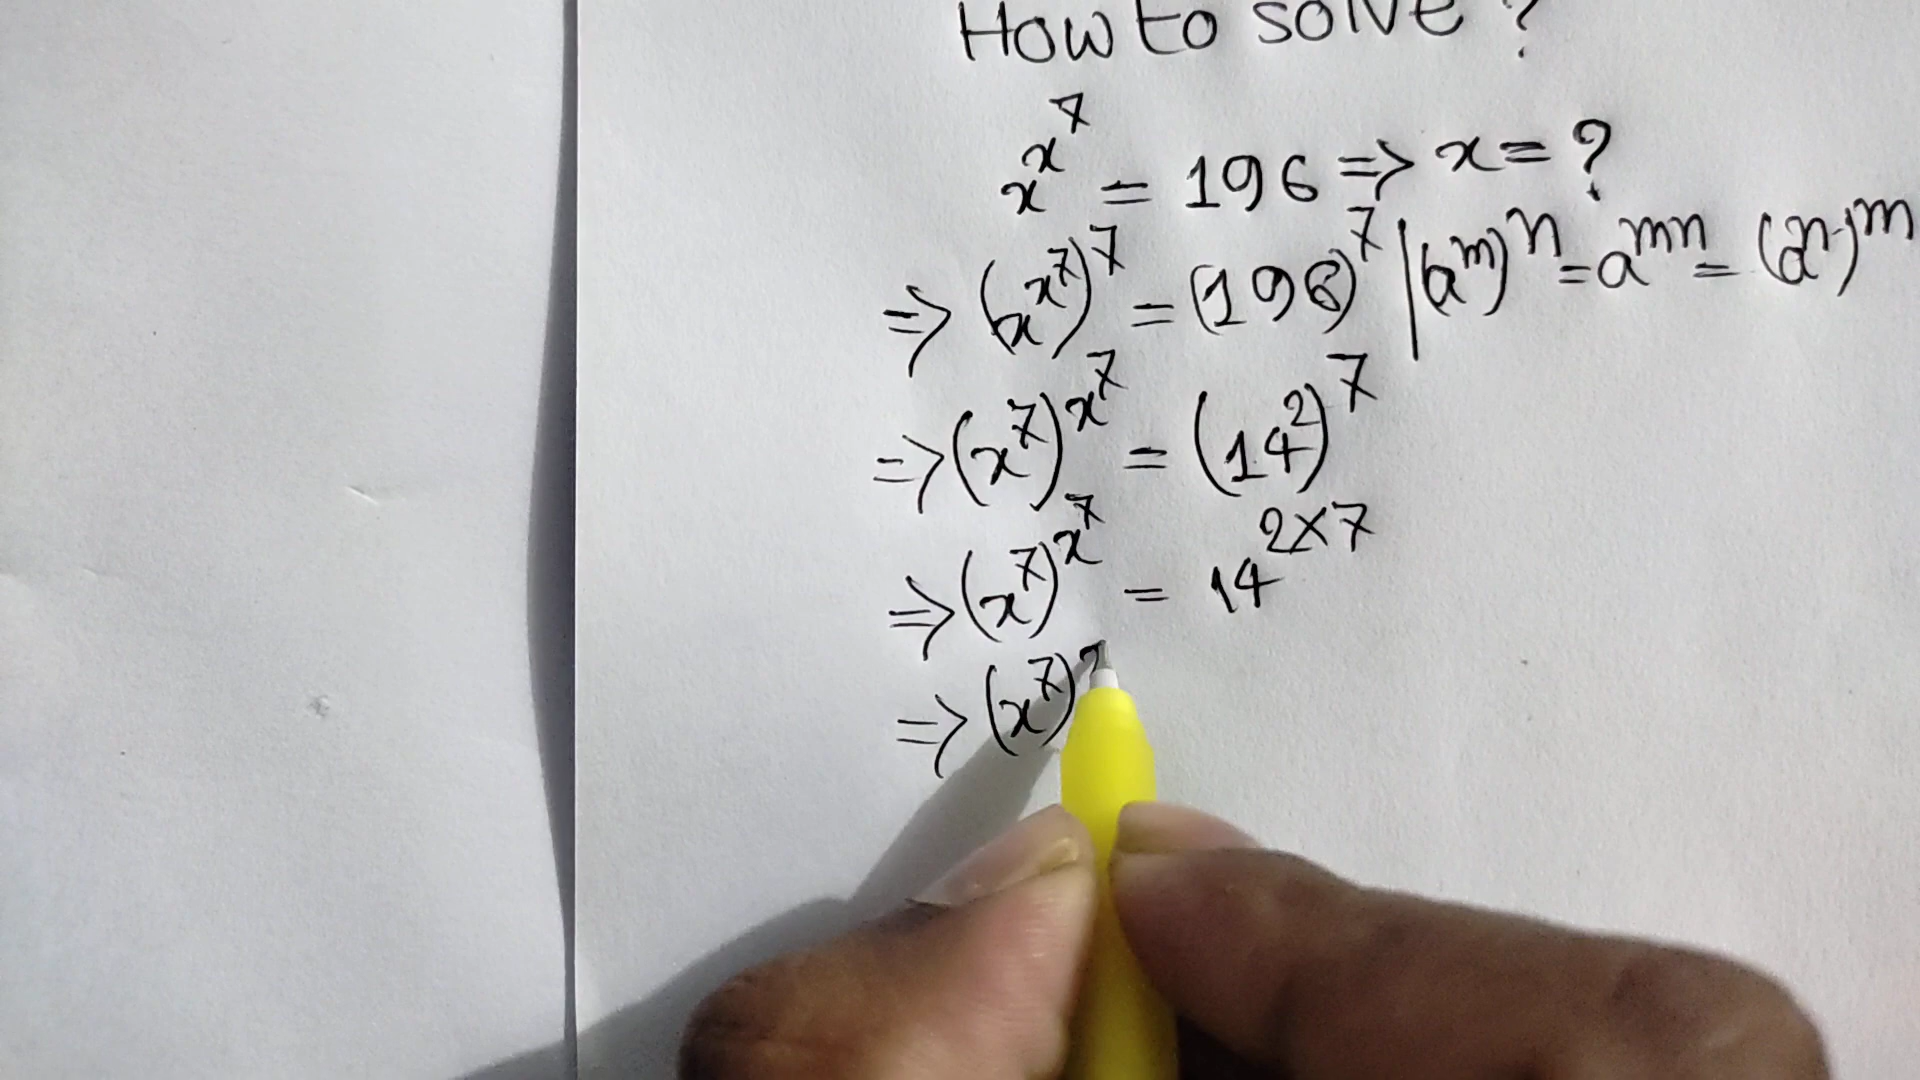 How to solve?
x^x^7 = 196 => x = ?
=> (x^x^7)^7 = (196)^7 | (a^m)^n = a^mn = (a^n)^m
=> (x^7)^x^7 = (14^2)^7
=> (x^7)^x^7 = 14^2×7
=> (x^7)